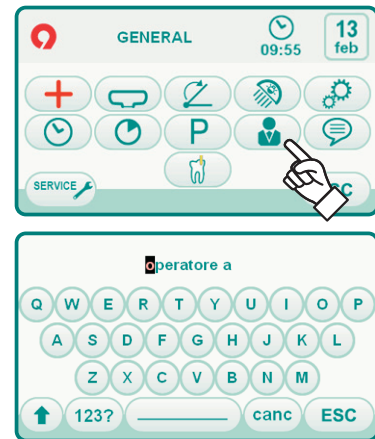 GENERAL
09:55
13
feb
P
SERVICE
SC
operatore a
Q W E R T Y U I O P
A S D F G H J K L
Z X C V B N M
123? canc ESC